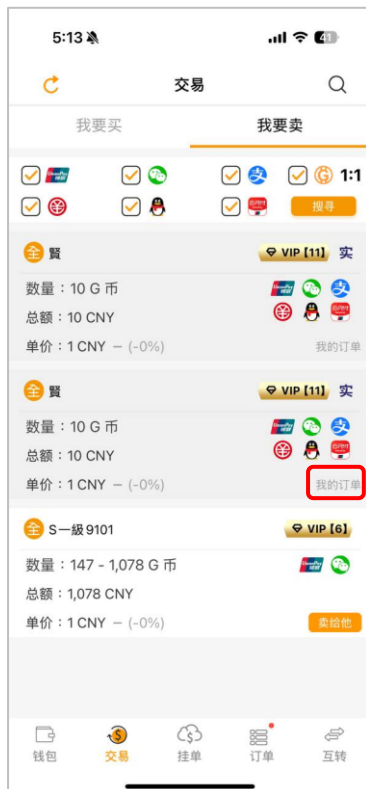 5:13
41
交易
我要买 我要卖
1:1
搜寻
全 賢 VIP [11] 实
数量：10 G 币
总额：10 CNY
单价：1 CNY － (-0%) 我的订单
全 賢 VIP [11] 实
数量：10 G 币
总额：10 CNY
单价：1 CNY － (-0%) 我的订单
全 S一級9101 VIP [6]
数量：147 - 1,078 G 币
总额：1,078 CNY
单价：1 CNY － (-0%) 卖给他
钱包 交易 挂单 订单 互转